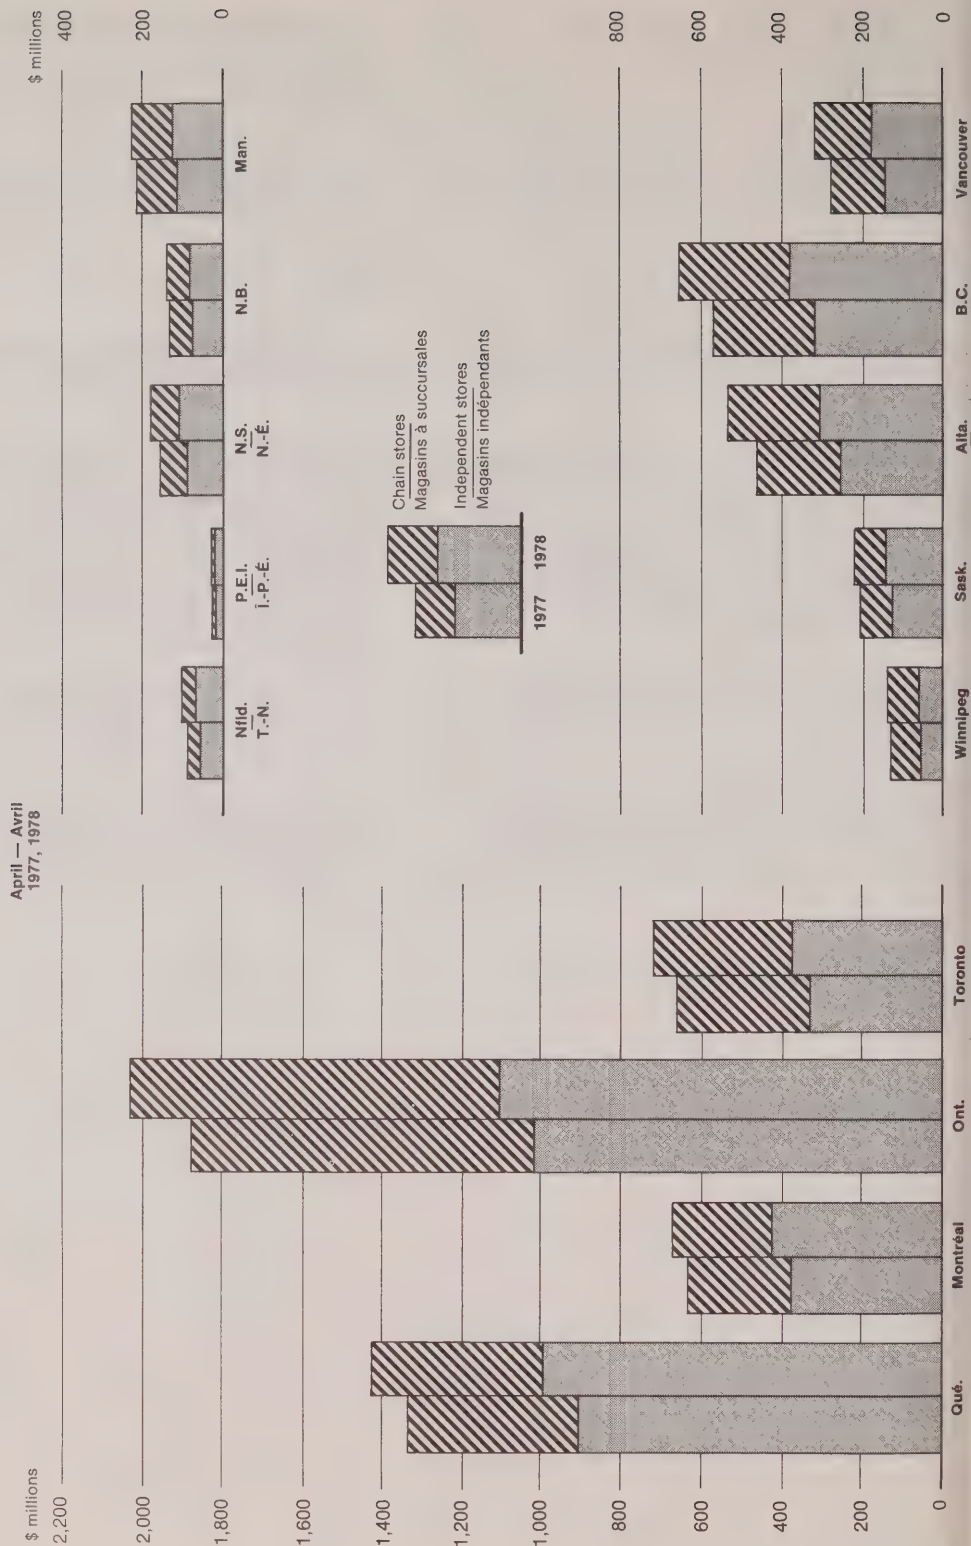 April — Avril
1977, 1978
$ millions
2,200
2,000
1,800
1,600
1,400
1,200
1,000
800
600
400
200
0
Qué.
Montréal
Ont.
Toronto
$ millions
400
200
0
Nfld.
T.-N.
P.E.I.
Î.-P.-É.
N.S.
N.-É.
N.B.
Man.
Chain stores
Magasins à succursales
Independent stores
Magasins indépendants
1977
1978
800
600
400
200
0
Winnipeg
Sask.
Alta.
B.C.
Vancouver